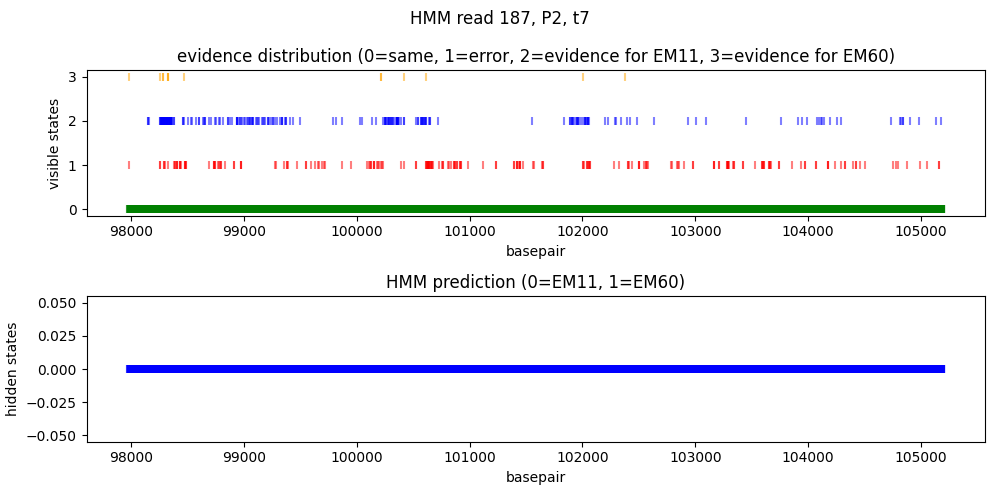 HMM read 187, P2, t7
evidence distribution (0=same, 1=error, 2=evidence for EM11, 3=evidence for EM60)
visible states
3
2
1
0
98000 99000 100000 101000 102000 103000 104000 105000
basepair
HMM prediction (0=EM11, 1=EM60)
hidden states
0.050
0.025
0.000
−0.025
−0.050
98000 99000 100000 101000 102000 103000 104000 105000
basepair